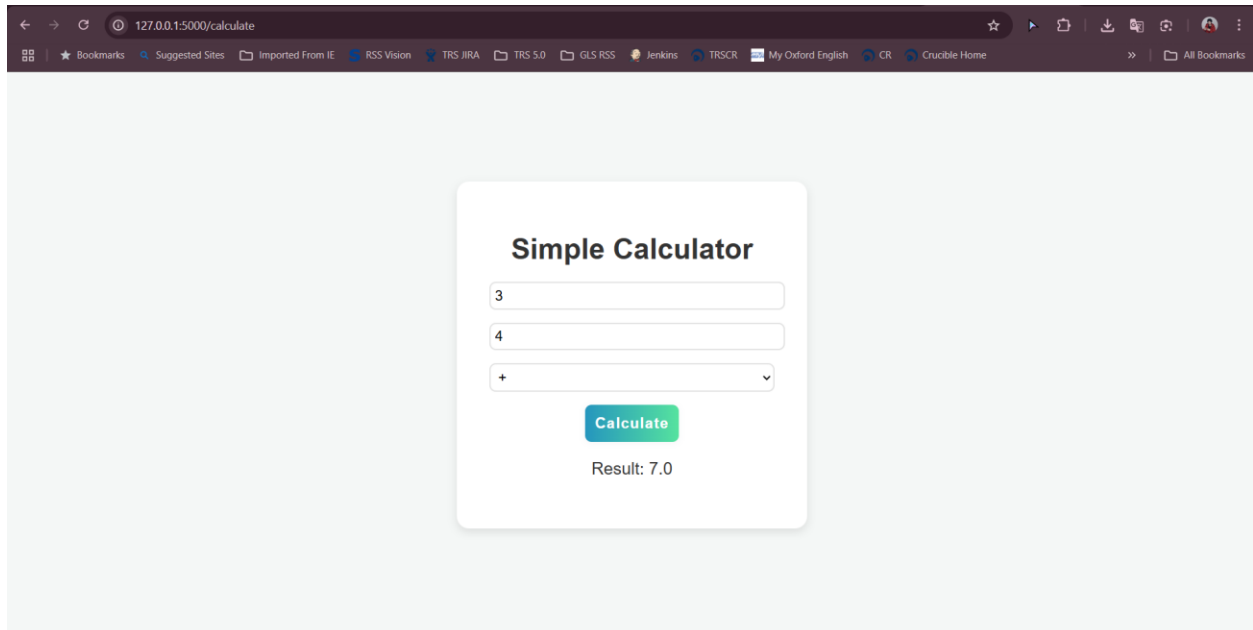 127.0.0.1:5000/calculate
Bookmarks Suggested Sites Imported From IE RSS Vision TRS JIRA TRS 5.0 GLS RSS Jenkins TRSCR My Oxford English CR Crucible Home » All Bookmarks
Simple Calculator
3
4
+
Calculate
Result: 7.0